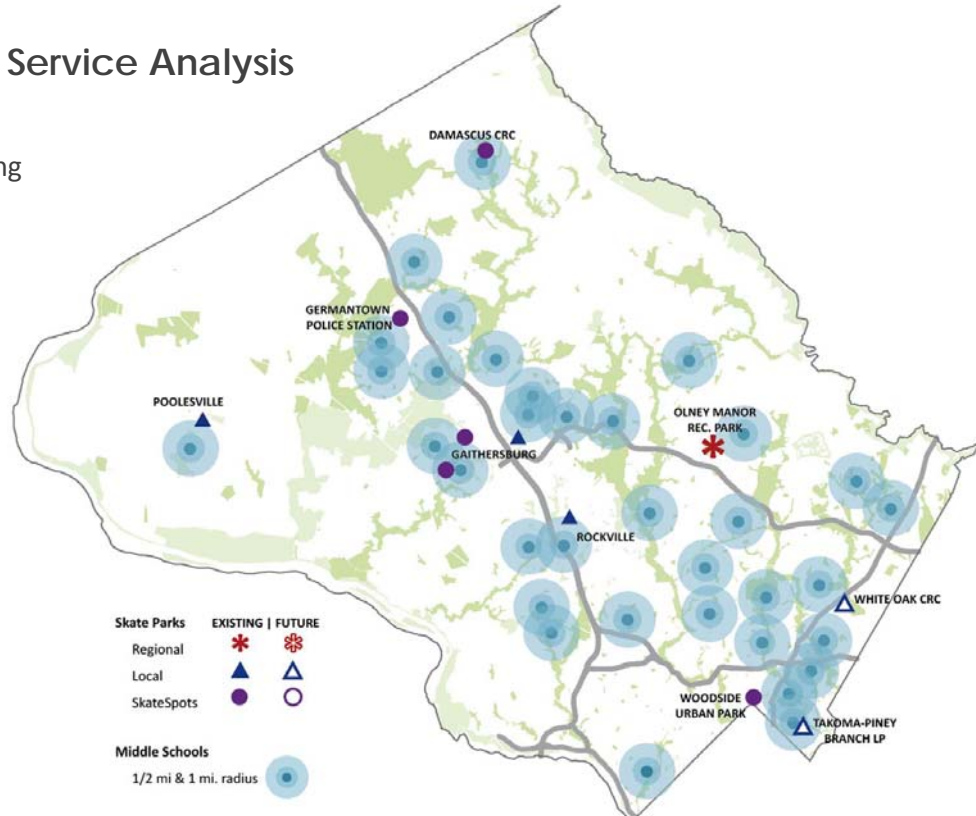 Service Analysis
ng
DAMASCUS CRC
GERMANTOWN
POLICE STATION
POOLESVILLE
OLNEY MANOR
REC. PARK
GAITHERSBURG
ROCKVILLE
WHITE OAK CRC
WOODSIDE
URBAN PARK
TAKOMA-PINEY
BRANCH LP
Skate Parks EXISTING | FUTURE
Regional
Local
SkateSpots
Middle Schools
1/2 mi & 1 mi. radius